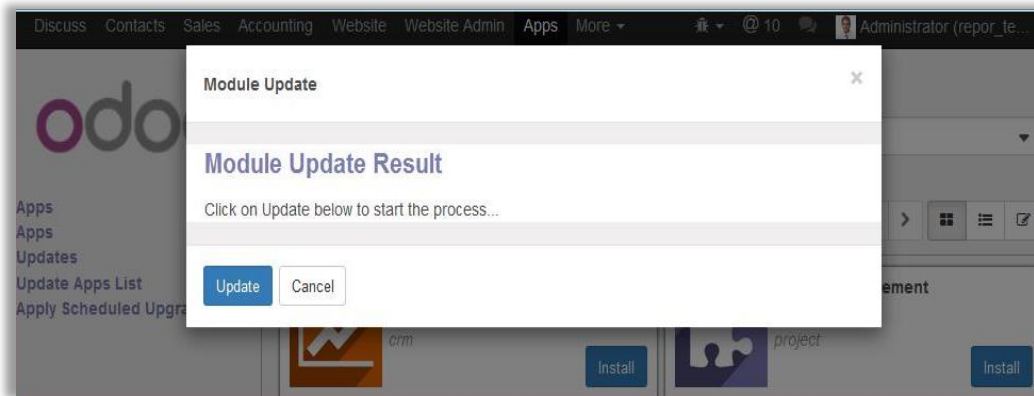 Discuss Contacts Sales Accounting Website Website Admin Apps More @ 10 Administrator (repor_te...
Module Update ×
odo
Module Update Result
Click on Update below to start the process...
Apps
Apps
Updates
Update Apps List
Apply Scheduled Upgra
Update Cancel
ement
crm project
Install Install